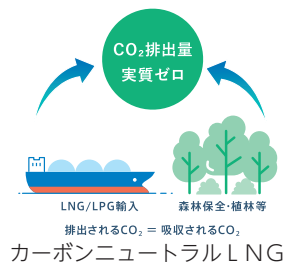 CO₂排出量
実質ゼロ
LNG/LPG輸入
森林保全・植林等
排出されるCO₂ ＝ 吸収されるCO₂
カーボンニュートラルＬＮＧ